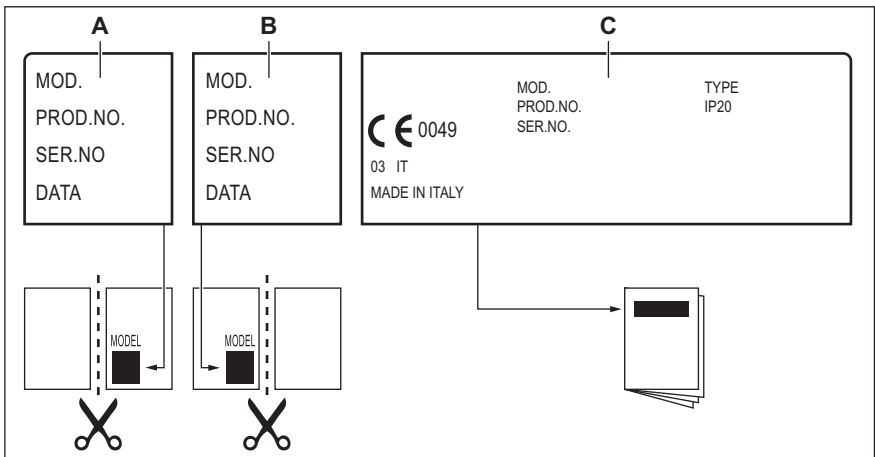 A
B
C
MOD.
PROD.NO.
SER.NO
DATA
MOD.
PROD.NO.
SER.NO
DATA
MOD.
PROD.NO.
SER.NO.
TYPE
IP20
CE 0049
03 IT
MADE IN ITALY
MODEL
MODEL